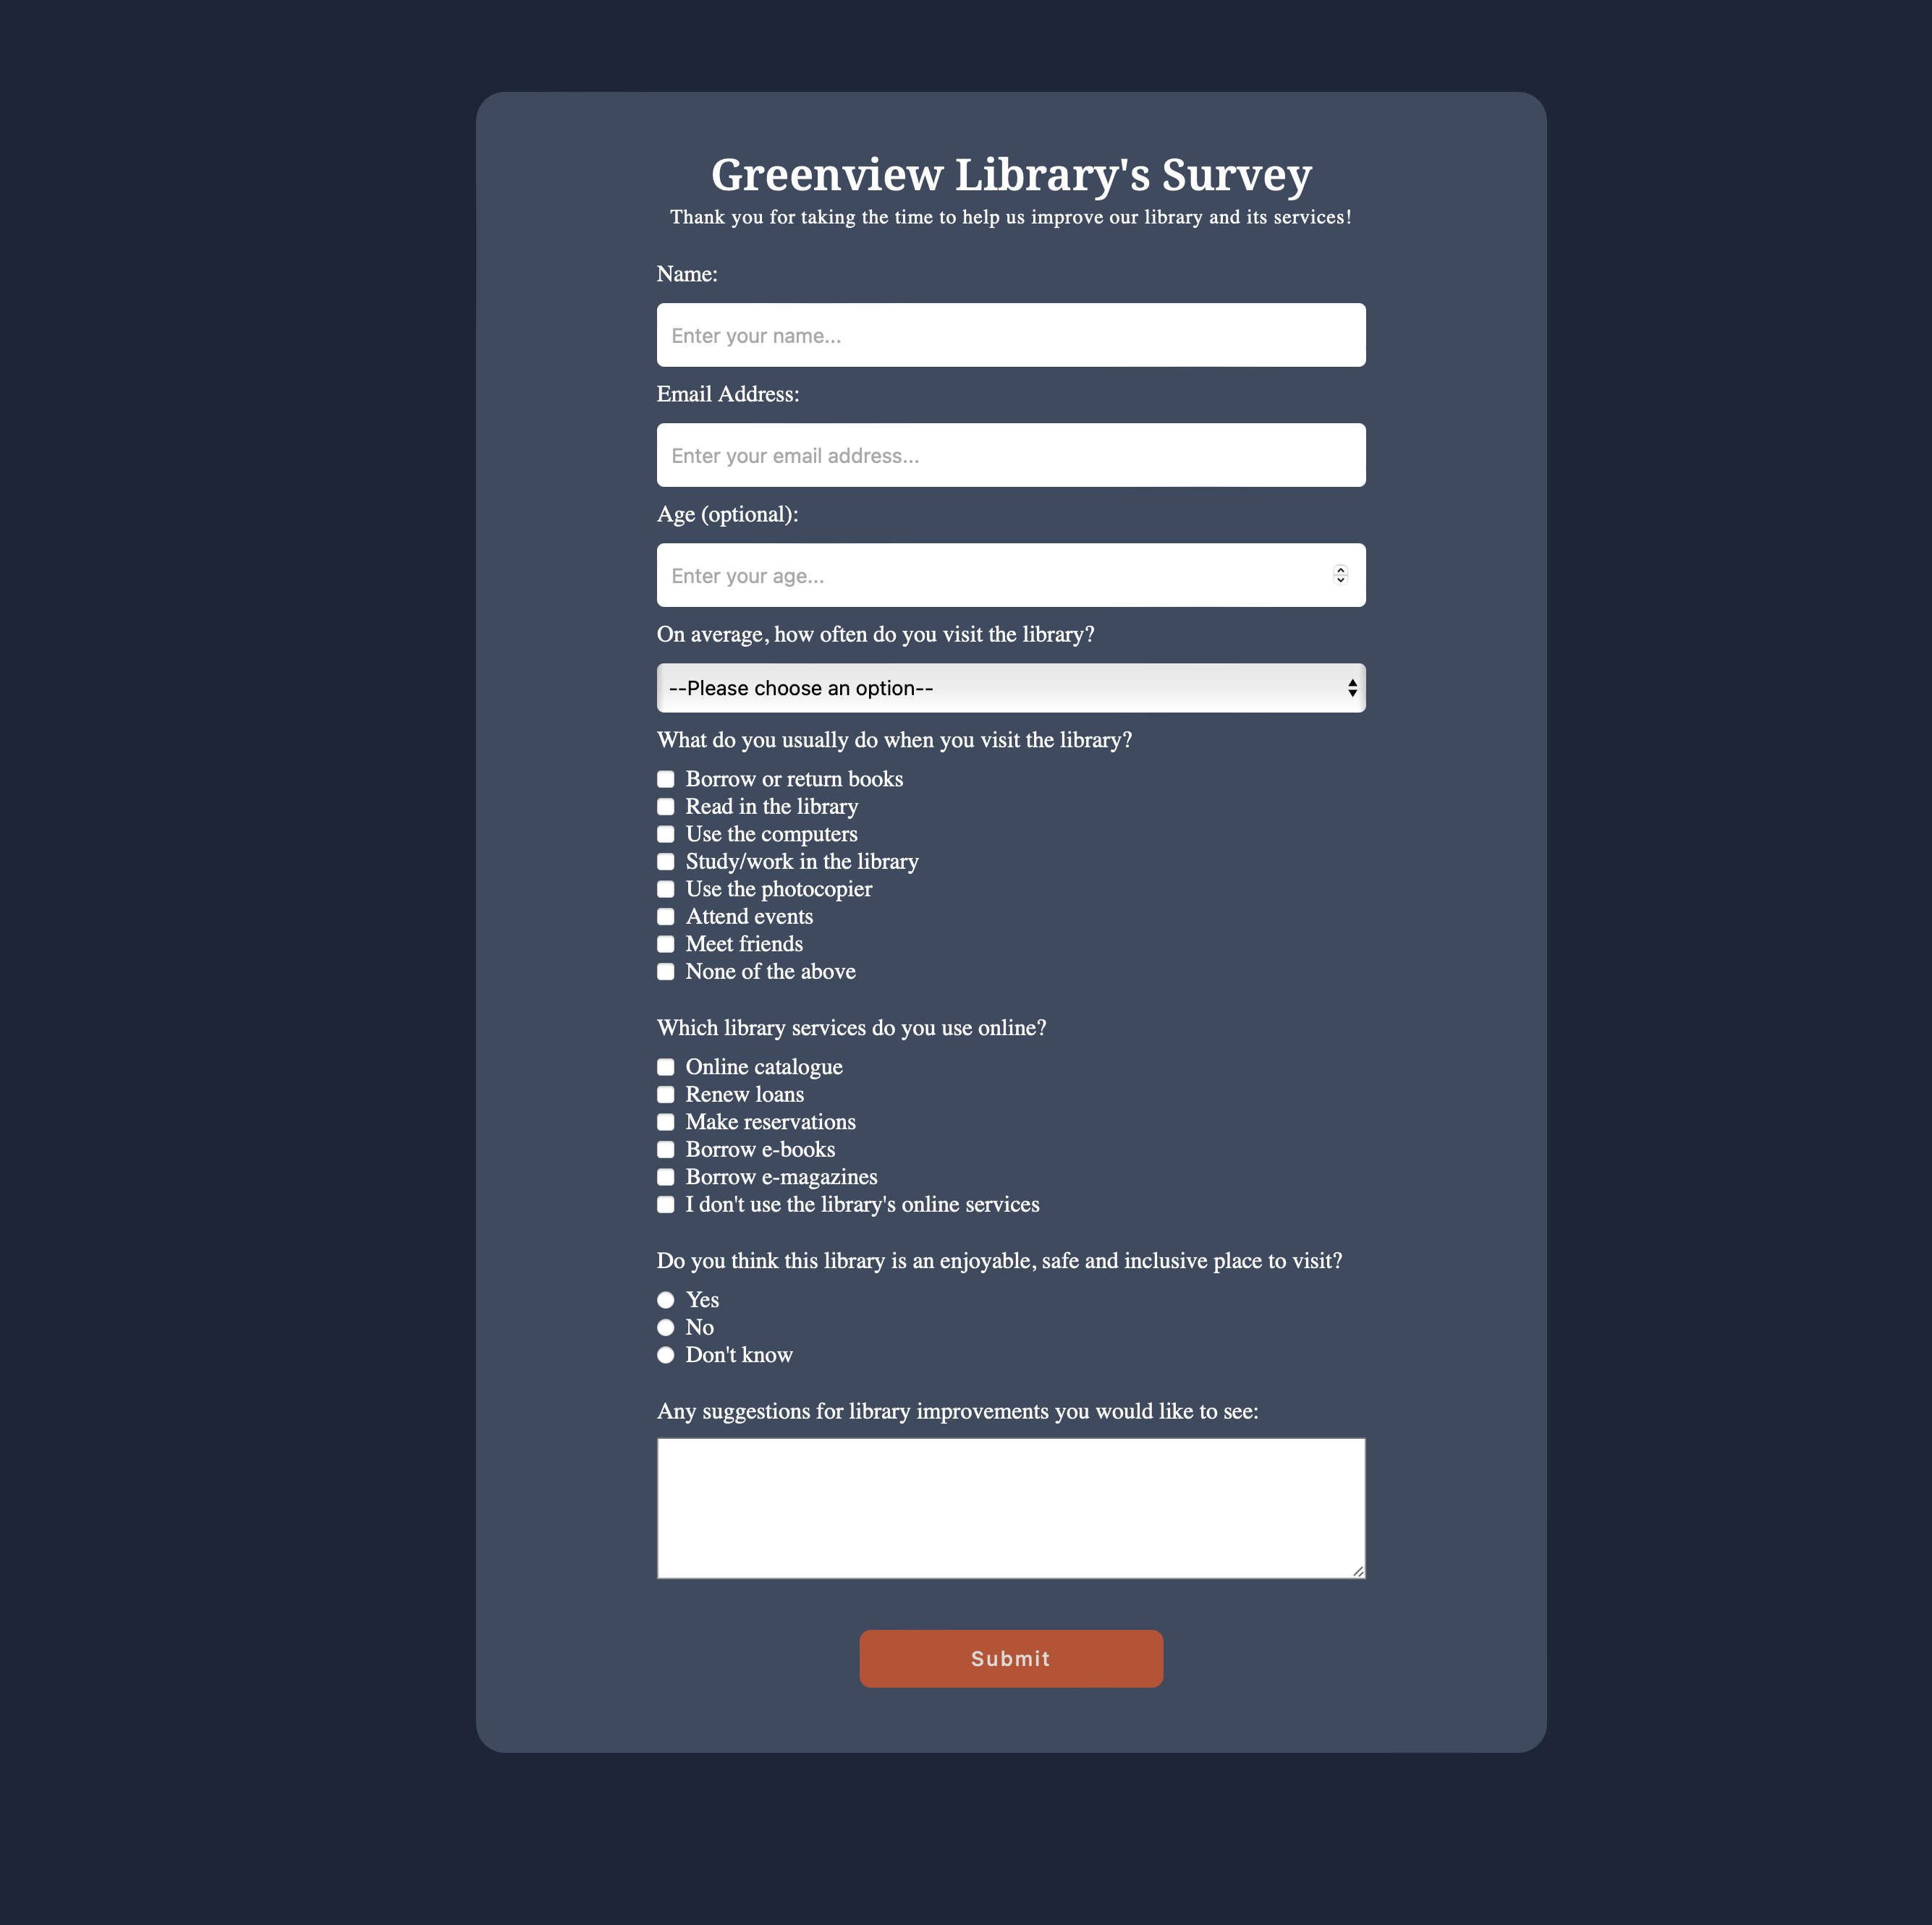 Greenview Library's Survey
Thank you for taking the time to help us improve our library and its services!
Name:
Enter your name...
Email Address:
Enter your email address...
Age (optional):
Enter your age...
On average, how often do you visit the library?
--Please choose an option--
What do you usually do when you visit the library?
Borrow or return books
Read in the library
Use the computers
Study/work in the library
Use the photocopier
Attend events
Meet friends
None of the above
Which library services do you use online?
Online catalogue
Renew loans
Make reservations
Borrow e-books
Borrow e-magazines
I don't use the library's online services
Do you think this library is an enjoyable, safe and inclusive place to visit?
Yes
No
Don't know
Any suggestions for library improvements you would like to see:
Submit